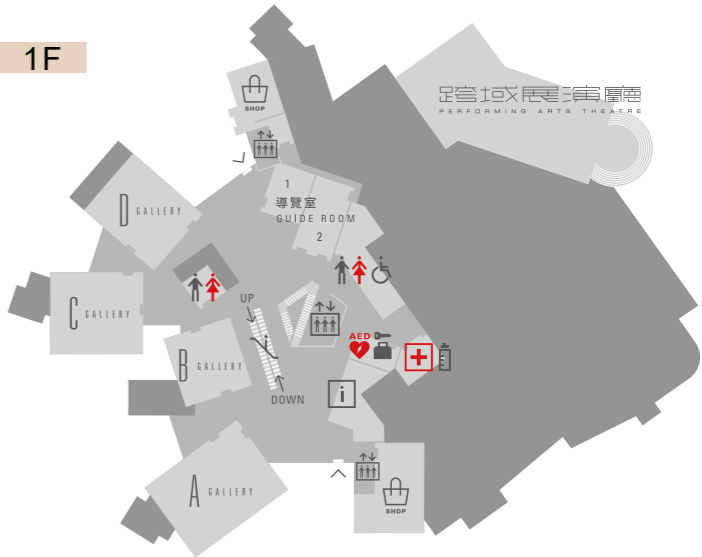 1F
跨域展演廳
PERFORMING ARTS THEATRE
SHOP
1
導覽室
GUIDE ROOM
2
D GALLERY
C GALLERY
UP
B GALLERY
DOWN
AED
i
A GALLERY
SHOP